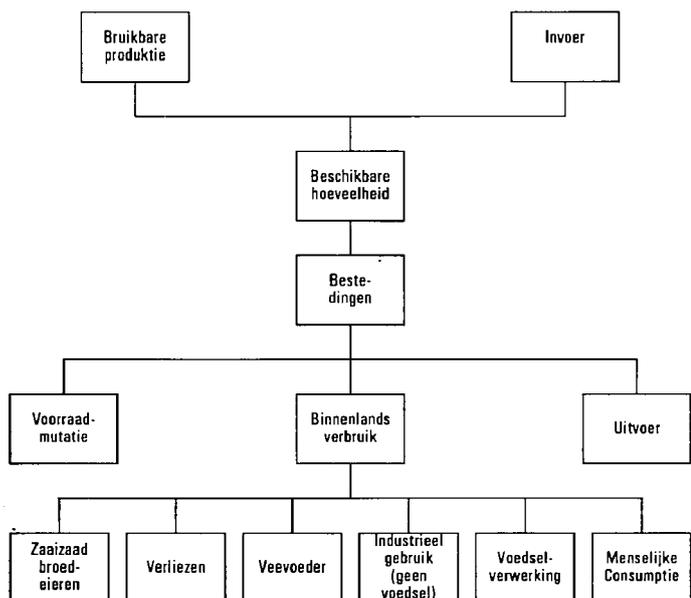 Bruikbare
produktie
Invoer
Beschikbare
hoeveelheid
Beste-
dingen
Voorraad-
mutatie
Binnenlands
verbruik
Uitvoer
Zaaizaad
broed-
eieren
Verliezen
Veevoeder
Industrieel
gebruik
(geen
voedsel)
Voedsel-
verwerking
Menselijke
Consumptie